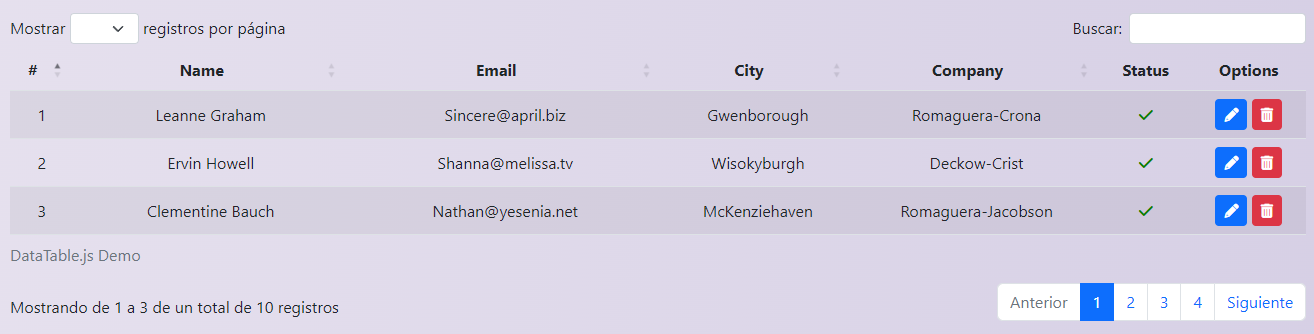 Mostrar registros por página Buscar:
# Name Email City Company Status Options
1 Leanne Graham Sincere@april.biz Gwenborough Romaguera-Crona
2 Ervin Howell Shanna@melissa.tv Wisokyburgh Deckow-Crist
3 Clementine Bauch Nathan@yesenia.net McKenziehaven Romaguera-Jacobson
DataTable.js Demo
Mostrando de 1 a 3 de un total de 10 registros Anterior 1 2 3 4 Siguiente